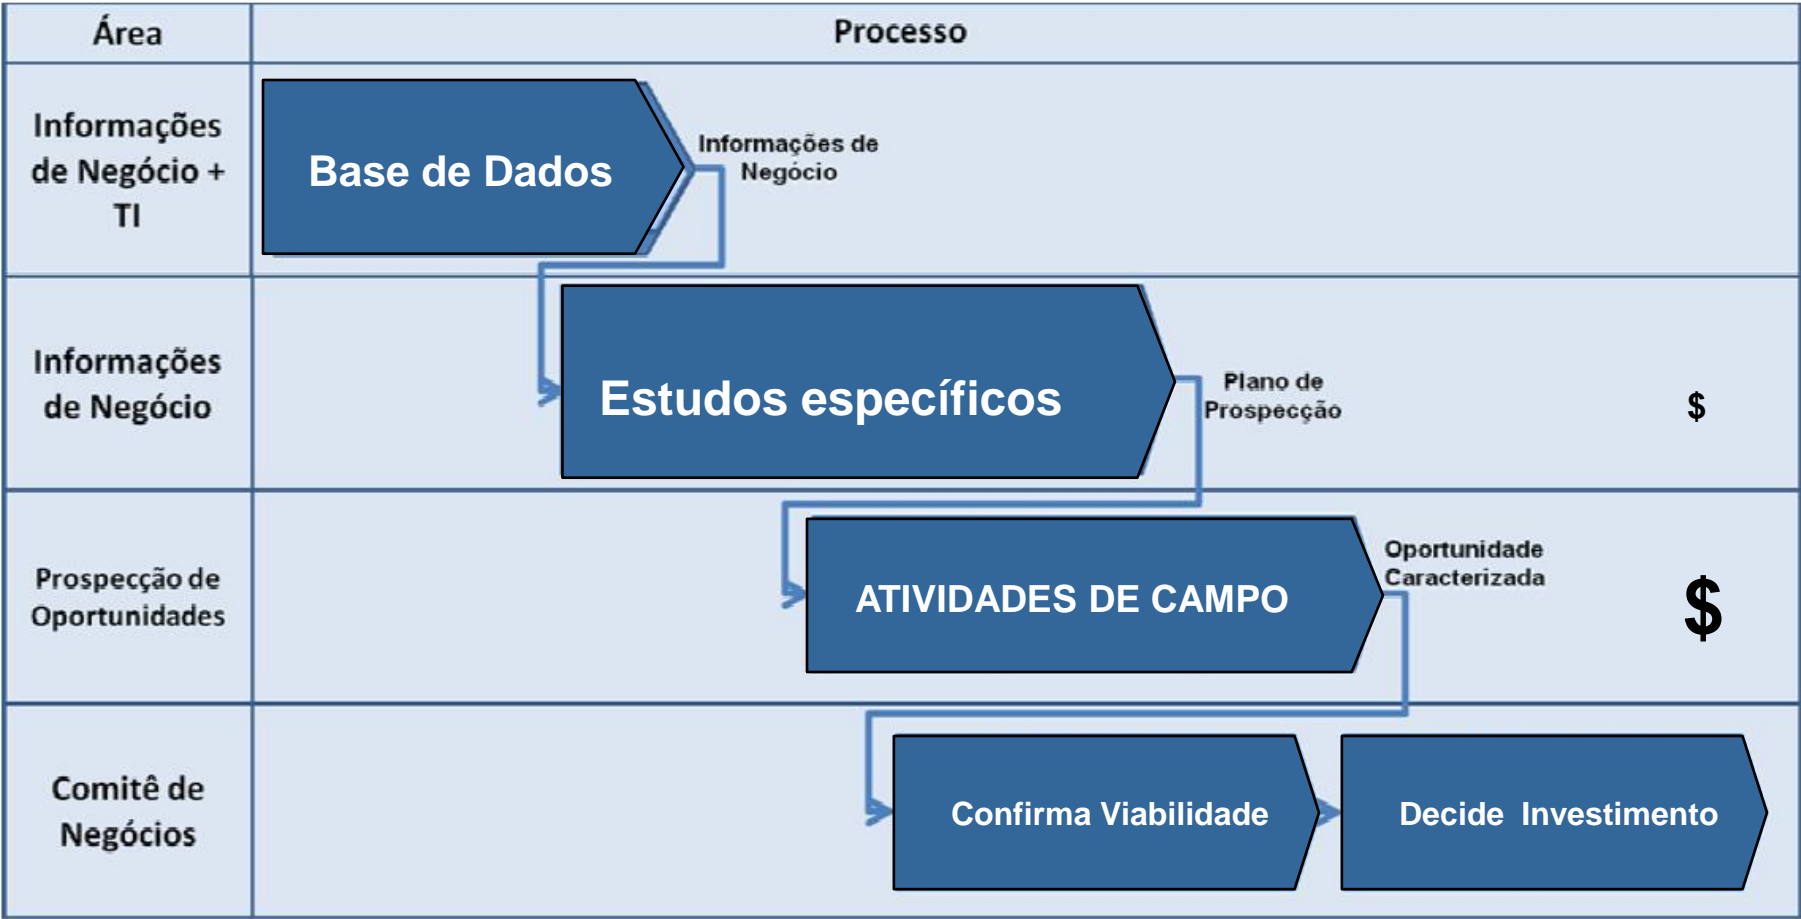 Área
Processo
Informações
de Negócio +
TI
Base de Dados
Informações de
Negócio
Informações
de Negócio
Estudos específicos
Plano de
Prospecção
$
Prospecção de
Oportunidades
ATIVIDADES DE CAMPO
Oportunidade
Caracterizada
$
Comitê de
Negócios
Confirma Viabilidade
Decide Investimento